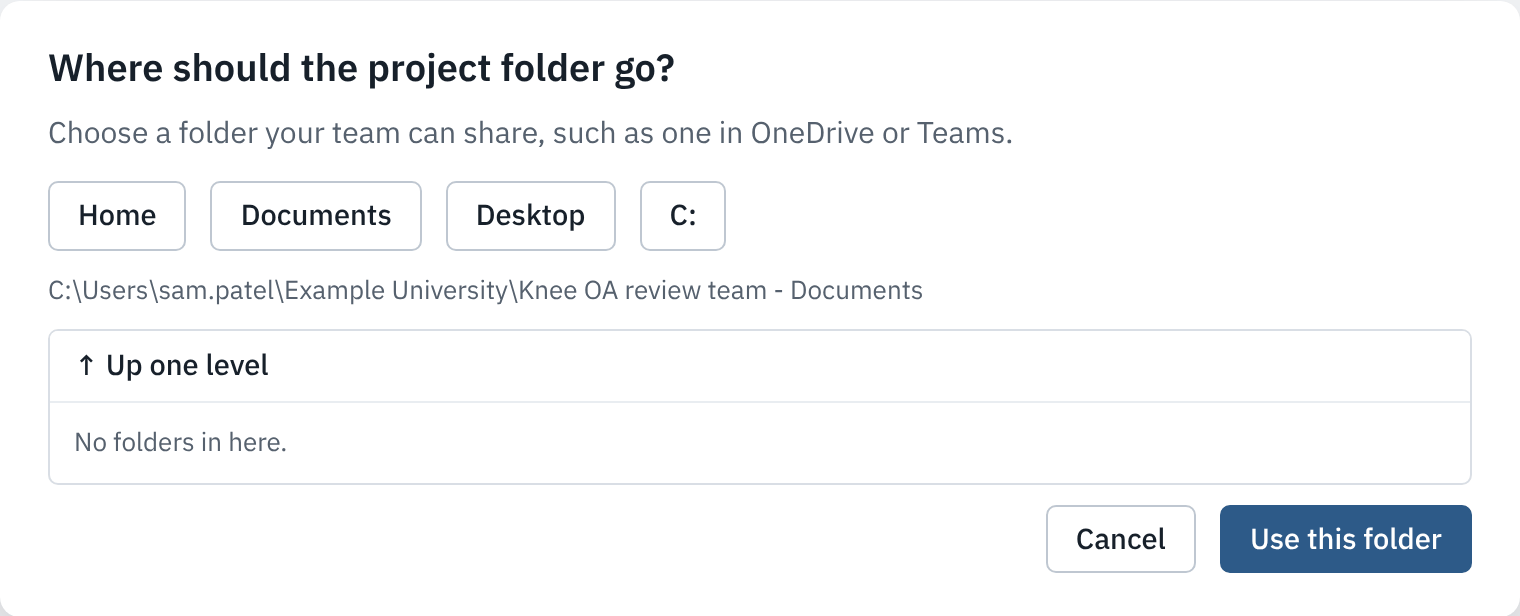 Where should the project folder go?
Choose a folder your team can share, such as one in OneDrive or Teams.
Home Documents Desktop C:
C:\Users\sam.patel\Example University\Knee OA review team - Documents
↑ Up one level
No folders in here.
Cancel Use this folder